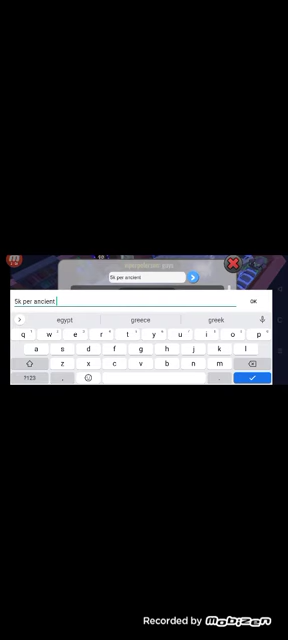 5k per ancient
5k per ancient
OK
egypt greece greek
q w e r t y u i o p
a s d f g h j k l
z x c v b n m
?123 , .
Recorded by mobizen